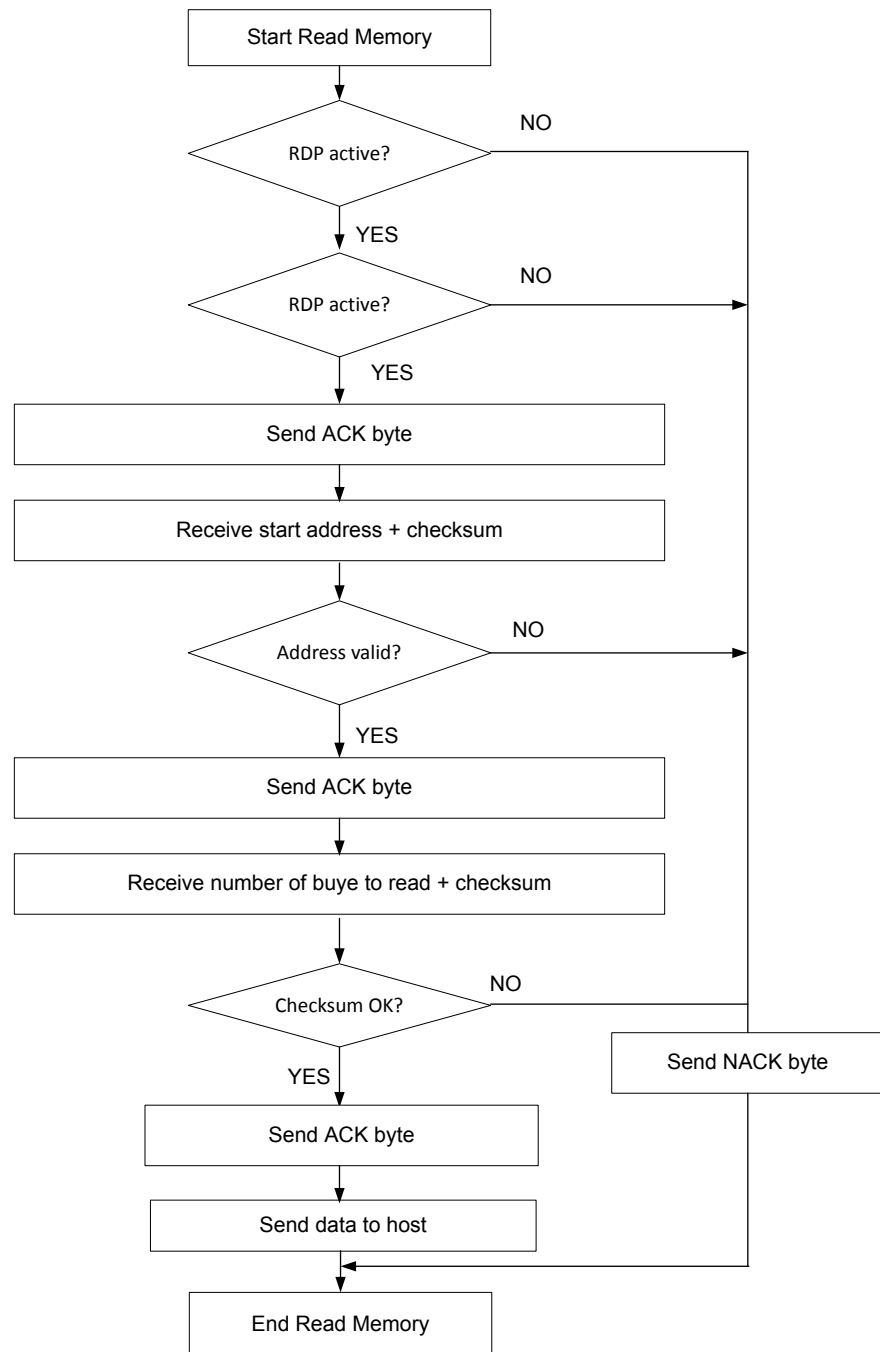 Start Read Memory
RDP active?
NO
YES
RDP active?
NO
YES
Send ACK byte
Receive start address + checksum
Address valid?
NO
YES
Send ACK byte
Receive number of buye to read + checksum
Checksum OK?
NO
YES
Send NACK byte
Send ACK byte
Send data to host
End Read Memory